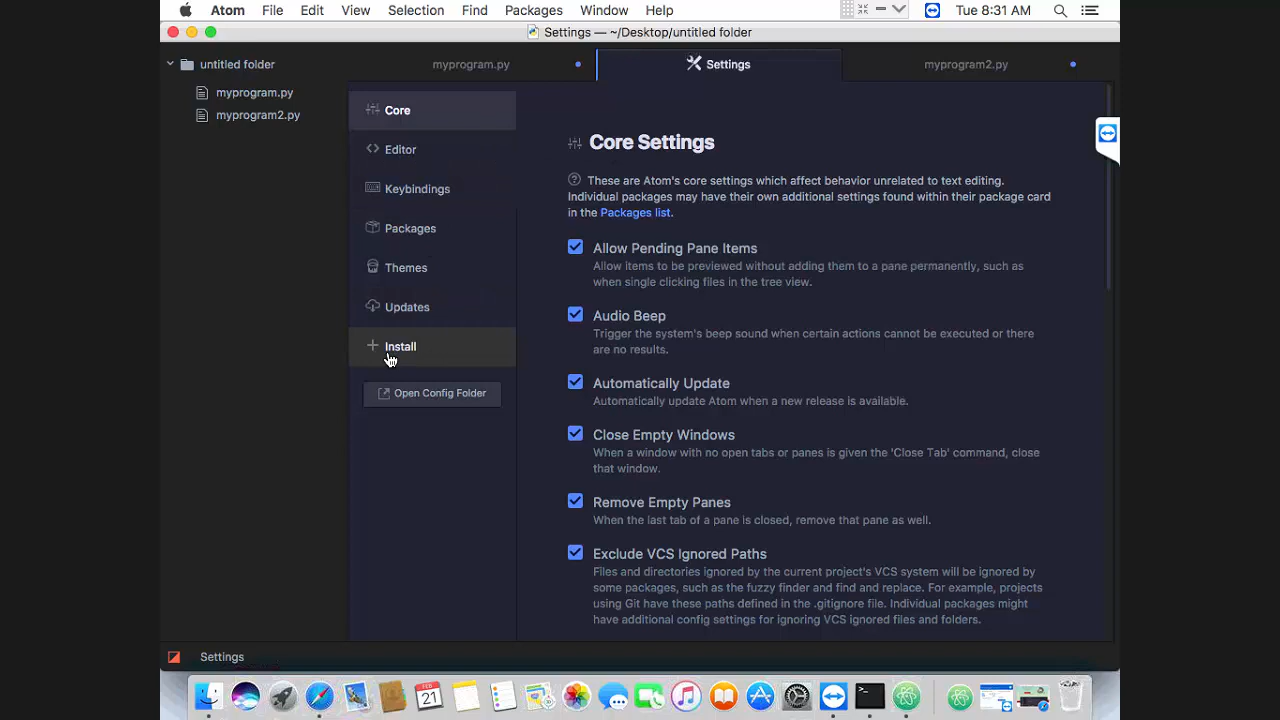 Atom File Edit View Selection Find Packages Window Help Tue 8:31 AM
Settings — ~/Desktop/untitled folder
untitled folder
myprogram.py
Settings
myprogram2.py
myprogram.py
myprogram2.py
Core
Editor
Keybindings
Packages
Themes
Updates
Install
Open Config Folder
Core Settings
These are Atom's core settings which affect behavior unrelated to text editing.
Individual packages may have their own additional settings found within their package card
in the Packages list.
Allow Pending Pane Items
Allow items to be previewed without adding them to a pane permanently, such as
when single clicking files in the tree view.
Audio Beep
Trigger the system's beep sound when certain actions cannot be executed or there
are no results.
Automatically Update
Automatically update Atom when a new release is available.
Close Empty Windows
When a window with no open tabs or panes is given the 'Close Tab' command, close
that window.
Remove Empty Panes
When the last tab of a pane is closed, remove that pane as well.
Exclude VCS Ignored Paths
Files and directories ignored by the current project's VCS system will be ignored by
some packages, such as the fuzzy finder and find and replace. For example, projects
using Git have these paths defined in the .gitignore file. Individual packages might
have additional config settings for ignoring VCS ignored files and folders.
Settings
FEB
21